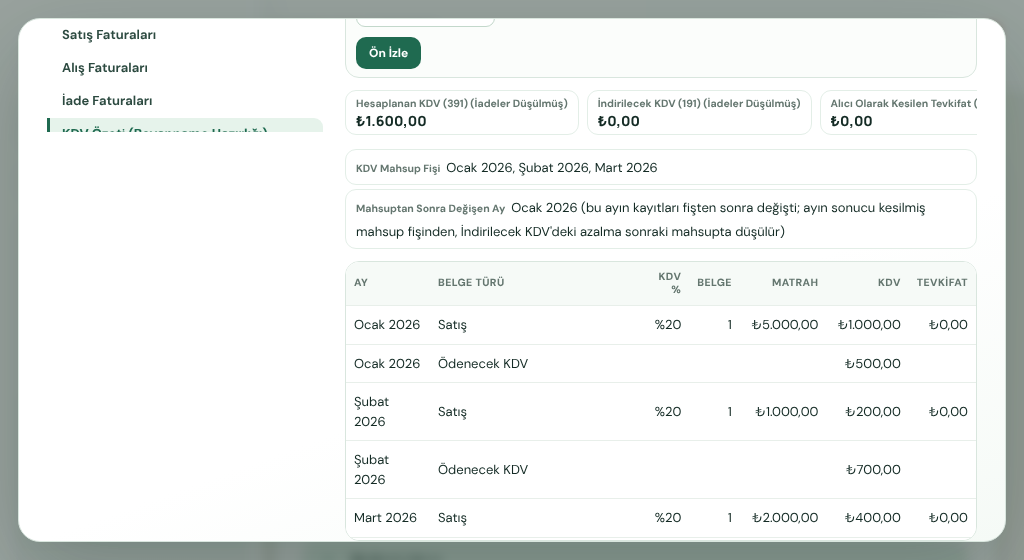 Satış Faturaları
Alış Faturaları
İade Faturaları
KDV Özeti (Beyanname Hazırlığı)
Ön İzle
Hesaplanan KDV (391) (İadeler Düşülmüş)
₺1.600,00
İndirilecek KDV (191) (İadeler Düşülmüş)
₺0,00
Alıcı Olarak Kesilen Tevkifat (
₺0,00
KDV Mahsup Fişi Ocak 2026, Şubat 2026, Mart 2026
Mahsuptan Sonra Değişen Ay Ocak 2026 (bu ayın kayıtları fişten sonra değişti; ayın sonucu kesilmiş
mahsup fişinden, İndirilecek KDV'deki azalma sonraki mahsupta düşülür)
AY BELGE TÜRÜ KDV % BELGE MATRAH KDV TEVKİFAT
Ocak 2026 Satış %20 1 ₺5.000,00 ₺1.000,00 ₺0,00
Ocak 2026 Ödenecek KDV ₺500,00
Şubat 2026 Satış %20 1 ₺1.000,00 ₺200,00 ₺0,00
Şubat 2026 Ödenecek KDV ₺700,00
Mart 2026 Satış %20 1 ₺2.000,00 ₺400,00 ₺0,00